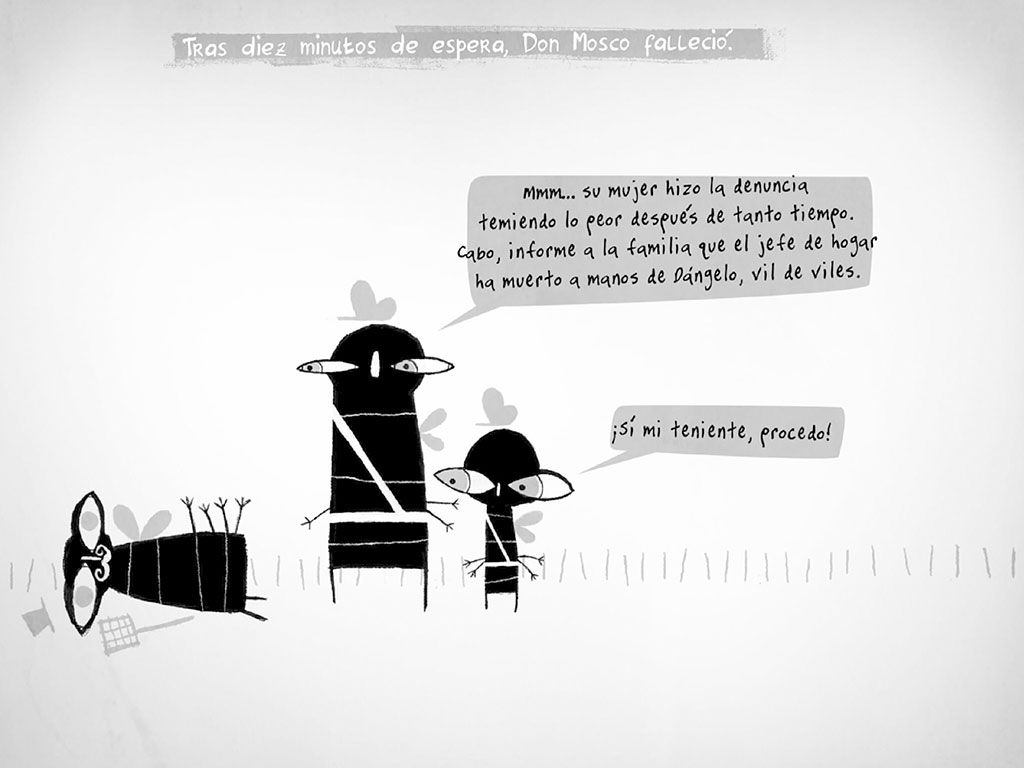 Tras diez minutos de espera, Don Mosco falleció.
Mmm... su mujer hizo la denuncia
temiendo lo peor después de tanto tiempo.
Cabo, informe a la familia que el jefe de hogar
ha muerto a manos de Dángelo, vil de viles.
¡Sí mi teniente, procedo!